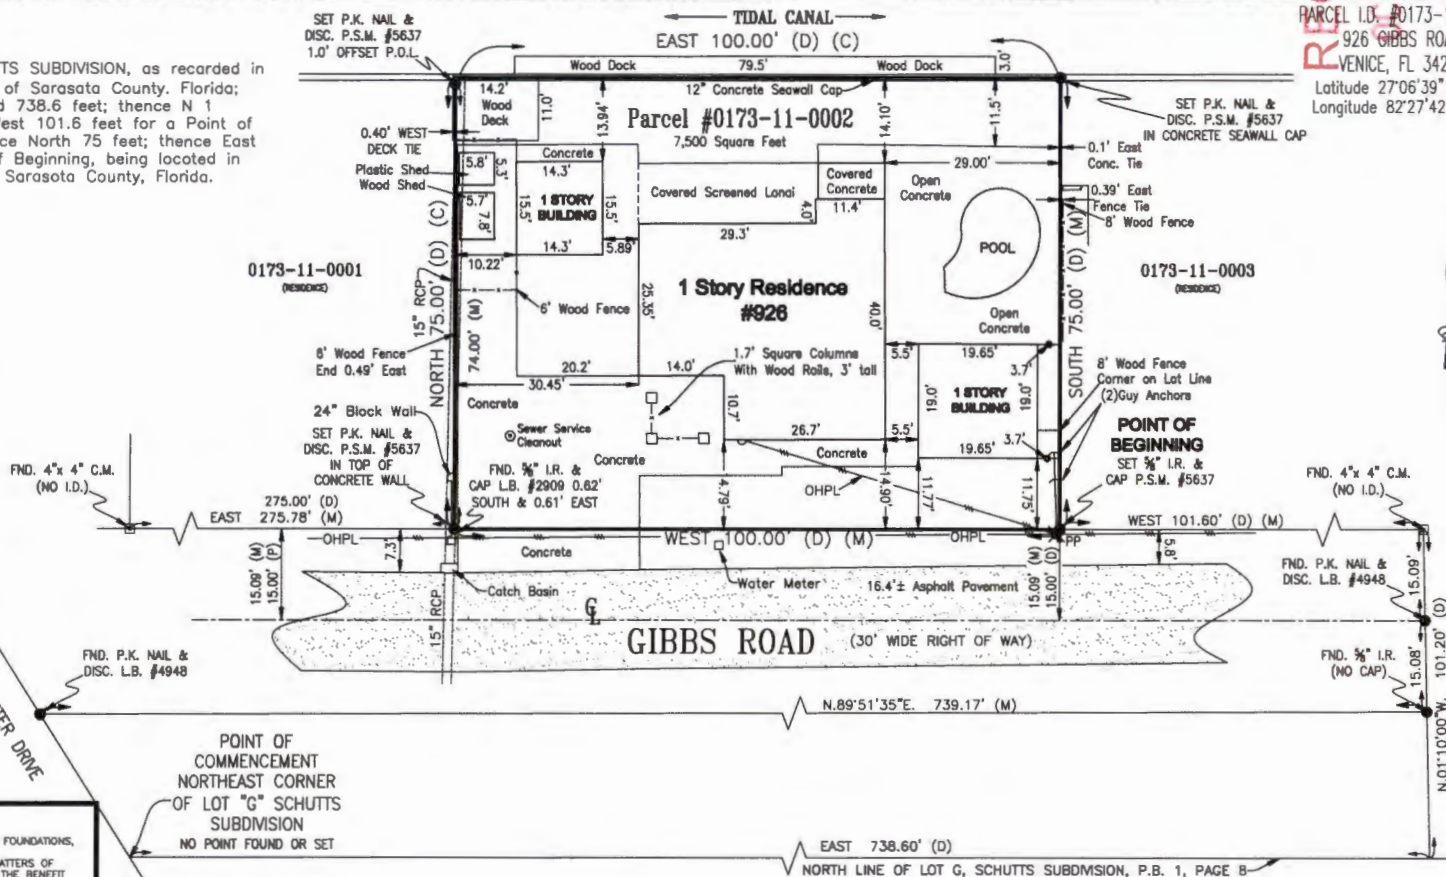 TIDAL CANAL
EAST 100.00' (D) (C)
SET P.K. NAIL &
DISC. P.S.M. #5637
1.0' OFFSET P.O.L.
PARCEL I.D. #0173-
926 GIBBS ROA
VENICE, FL 342
Latitude 27°06'39"
Longitude 82°27'42
TS SUBDIVISION, as recorded in
of Sarasata County. Florida;
d 738.6 feet; thence N 1
West 101.6 feet for a Point of
ce North 75 feet; thence East
f Beginning, being located in
Sarasota County, Florida.
Wood Dock
79.5'
Wood Dock
3.0'
12" Concrete Seawall Cap
14.2'
Wood
Deck
11.0'
13.94'
Parcel #0173-11-0002
7,500 Square Feet
14.10'
11.5'
SET P.K. NAIL &
DISC. P.S.M. #5637
IN CONCRETE SEAWALL CAP
0.40' WEST
DECK TIE
0.1' East
Conc. Tie
Plastic Shed
Wood Shed
5.8'
5.3'
5.7'
7.8'
Concrete
14.3'
1 STORY
BUILDING
15.5'
15.5'
14.3'
5.89'
10.22'
Covered Screened Lanai
Covered
Concrete
11.4'
4.0'
29.3'
29.00'
Open
Concrete
0.39' East
Fence Tie
8' Wood Fence
POOL
0173-11-0001
(RESIDENCE)
0173-11-0003
(RESIDENCE)
NORTH 75.00' (D) (C)
74.00' (M)
15" RCP
SOUTH 75.00' (D) (M)
6' Wood Fence
25.35'
1 Story Residence
#926
40.0'
Open
Concrete
8' Wood Fence
End 0.49' East
20.2'
14.0'
30.45'
1.7' Square Columns
With Wood Rails, 3' tall
5.5'
19.65'
3.7'
1 STORY
BUILDING
19.0'
19.0'
19.65'
3.7'
8' Wood Fence
Corner on Lot Line
(2)Guy Anchors
24" Block Wall
Concrete
Sewer Service
Cleanout
10.7'
26.7'
5.5'
Concrete
Concrete
POINT OF
BEGINNING
SET ⅝" I.R. &
CAP P.S.M. #5637
SET P.K. NAIL &
DISC. P.S.M. #5637
IN TOP OF
CONCRETE WALL
FND. ⅝" I.R. &
CAP L.B. #2909 0.62'
SOUTH & 0.61' EAST
OHPL
14.90'
11.77'
11.75'
FND. 4"x 4" C.M.
(NO I.D.)
FND. 4"x 4" C.M.
(NO I.D.)
275.00' (D)
EAST 275.78' (M)
OHPL
WEST 100.00' (D) (M)
OHPL
PP
WEST 101.60' (D) (M)
7.3'
Concrete
5.8'
Water Meter
16.4'± Asphalt Pavement
Catch Basin
15.09' (M)
15.00' (P)
15.09' (M)
15.00' (D)
FND. P.K. NAIL &
DISC. L.B. #4948
15.09'
15" RCP
GIBBS ROAD (30' WIDE RIGHT OF WAY)
FND. P.K. NAIL &
DISC. L.B. #4948
FND. ⅝" I.R.
(NO CAP)
15.08'
N.01°10'00"W. 101.20' (D)
N.89°51'35"E. 739.17' (M)
TER DRIVE
POINT OF
COMMENCEMENT
NORTHEAST CORNER
OF LOT "G" SCHUTTS
SUBDIVISION
NO POINT FOUND OR SET
FOUNDATIONS,
ATTERS OF
THE BENEFIT
EAST 738.60' (D)
NORTH LINE OF LOT G, SCHUTTS SUBDIVISION, P.B. 1, PAGE 8